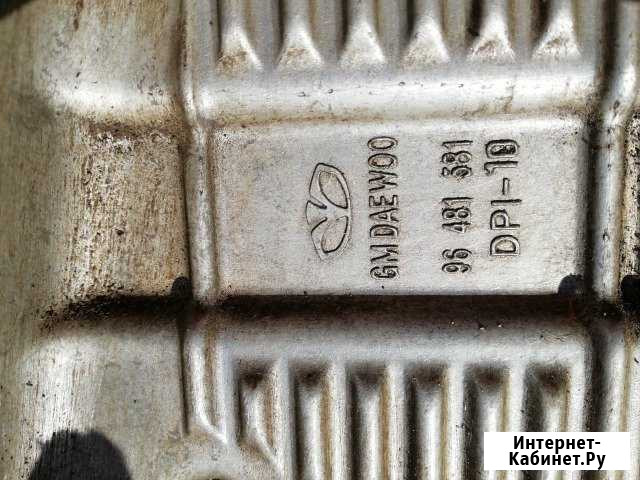 GM DAEWOO
96 481 581
DPI-10
Интернет-
Кабинет.Ру